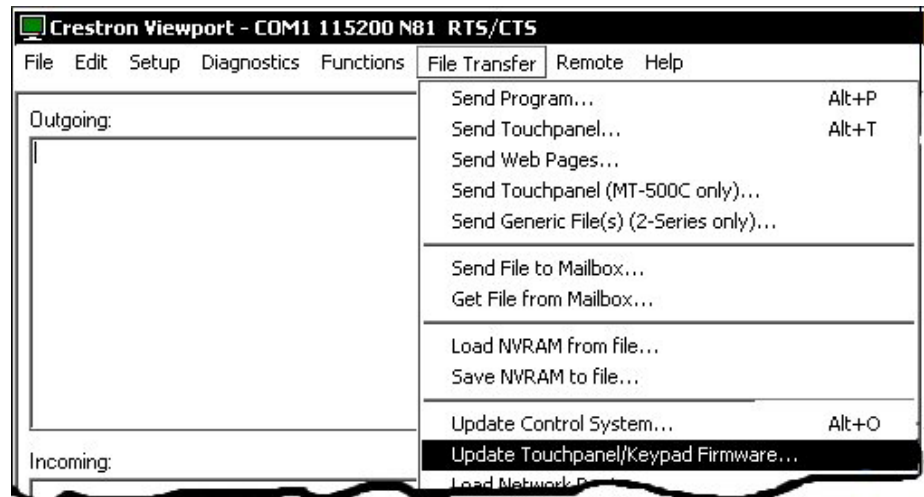 Crestron Viewport - COM1 115200 N81 RTS/CTS
File Edit Setup Diagnostics Functions File Transfer Remote Help
Outgoing:
Send Program... Alt+P
Send Touchpanel... Alt+T
Send Web Pages...
Send Touchpanel (MT-500C only)...
Send Generic File(s) (2-Series only)...
Send File to Mailbox...
Get File from Mailbox...
Load NVRAM from file...
Save NVRAM to file...
Update Control System... Alt+O
Update Touchpanel/Keypad Firmware...
Incoming:
Load Network